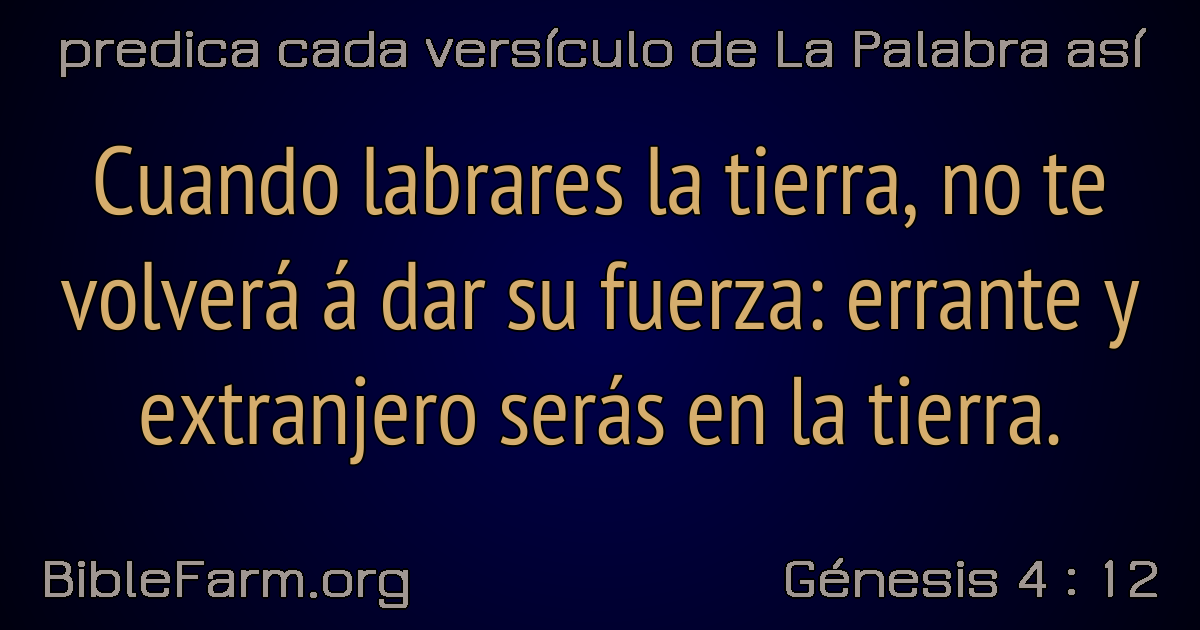 predica cada versículo de La Palabra así
Cuando labrares la tierra, no te
volverá á dar su fuerza: errante y
extranjero serás en la tierra.
BibleFarm.org
Génesis 4 : 12